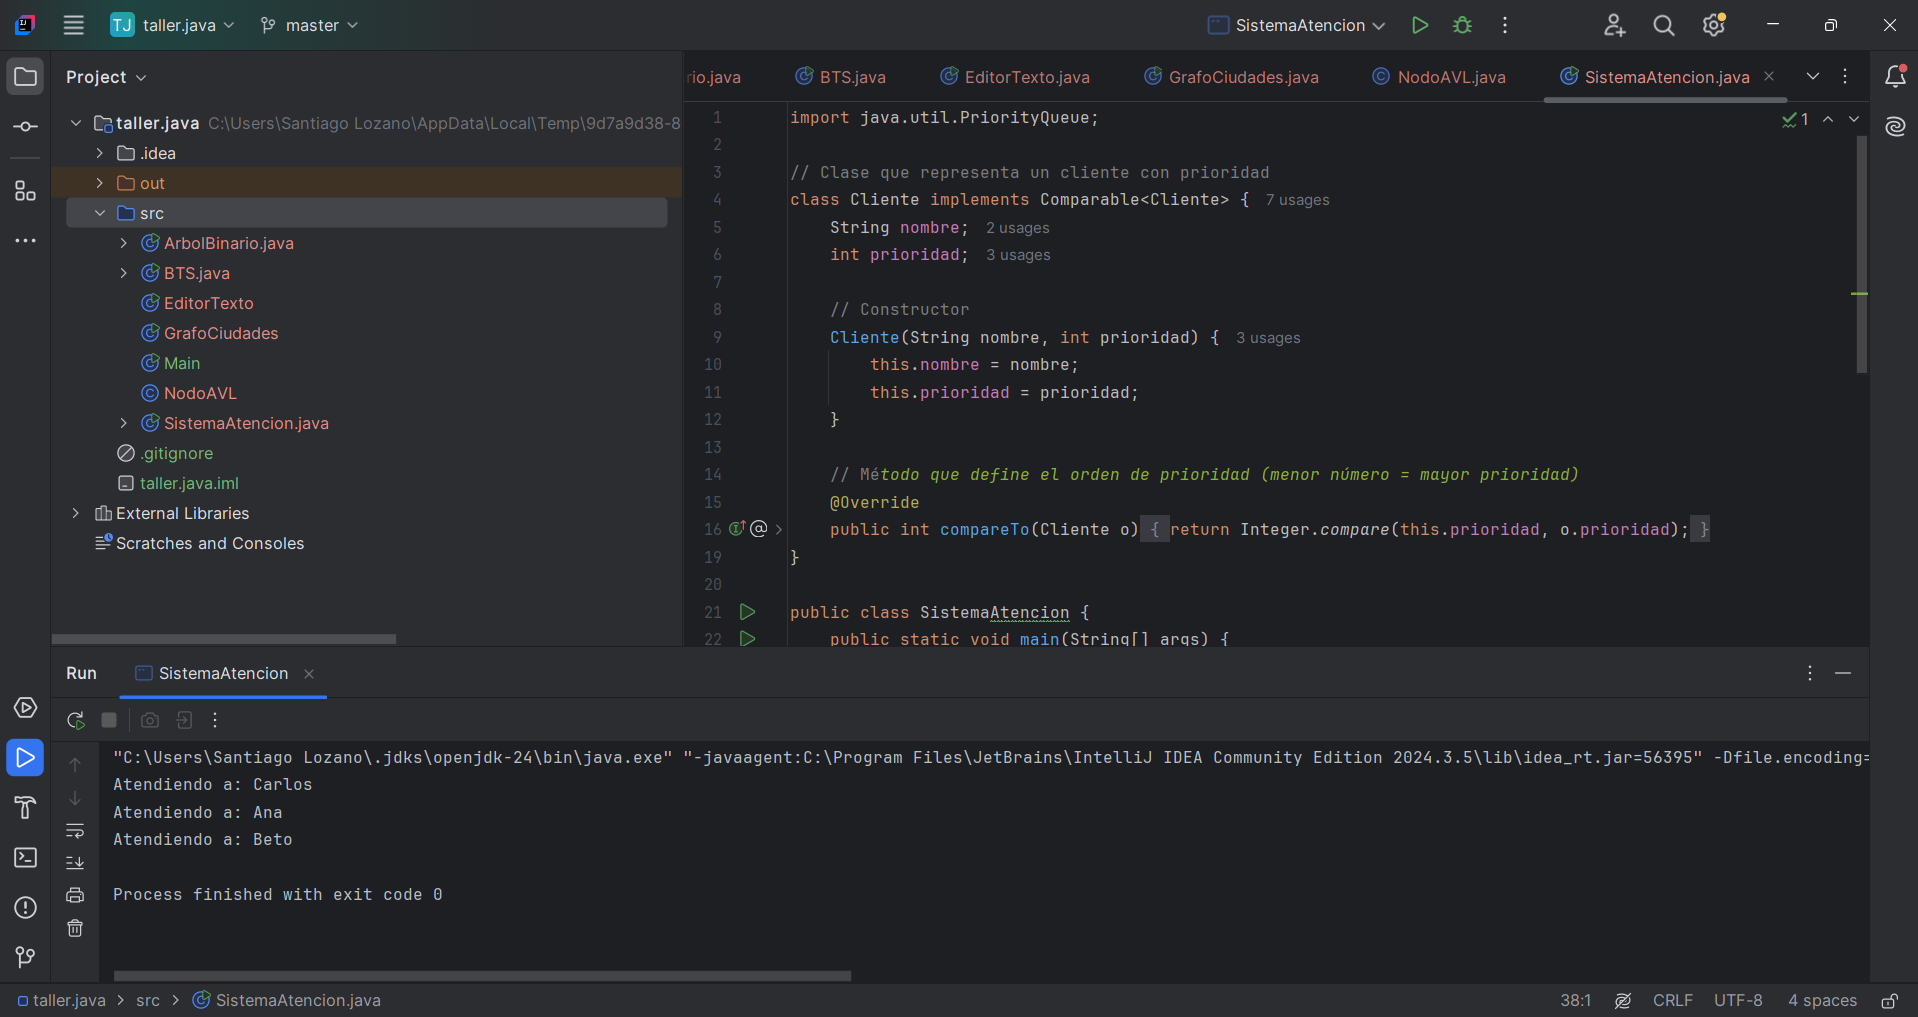 TJ taller.java master SistemaAtencion
Project
rio.java BTS.java EditorTexto.java GrafoCiudades.java NodoAVL.java SistemaAtencion.java
taller.java C:\Users\Santiago Lozano\AppData\Local\Temp\9d7a9d38-8
.idea
out
src
ArbolBinario.java
BTS.java
EditorTexto
GrafoCiudades
Main
NodoAVL
SistemaAtencion.java
.gitignore
taller.java.iml
External Libraries
Scratches and Consoles
1
1 import java.util.PriorityQueue;
2
3 // Clase que representa un cliente con prioridad
4 class Cliente implements Comparable<Cliente> { 7 usages
5 String nombre; 2 usages
6 int prioridad; 3 usages
7
8 // Constructor
9 Cliente(String nombre, int prioridad) { 3 usages
10 this.nombre = nombre;
11 this.prioridad = prioridad;
12 }
13
14 // Método que define el orden de prioridad (menor número = mayor prioridad)
15 @Override
16 public int compareTo(Cliente o) { return Integer.compare(this.prioridad, o.prioridad); }
19 }
20
21 public class SistemaAtencion {
22 public static void main(String[] args) {
Run SistemaAtencion
"C:\Users\Santiago Lozano\.jdks\openjdk-24\bin\java.exe" "-javaagent:C:\Program Files\JetBrains\IntelliJ IDEA Community Edition 2024.3.5\lib\idea_rt.jar=56395" -Dfile.encoding=
Atendiendo a: Carlos
Atendiendo a: Ana
Atendiendo a: Beto
Process finished with exit code 0
taller.java > src > SistemaAtencion.java 38:1 CRLF UTF-8 4 spaces